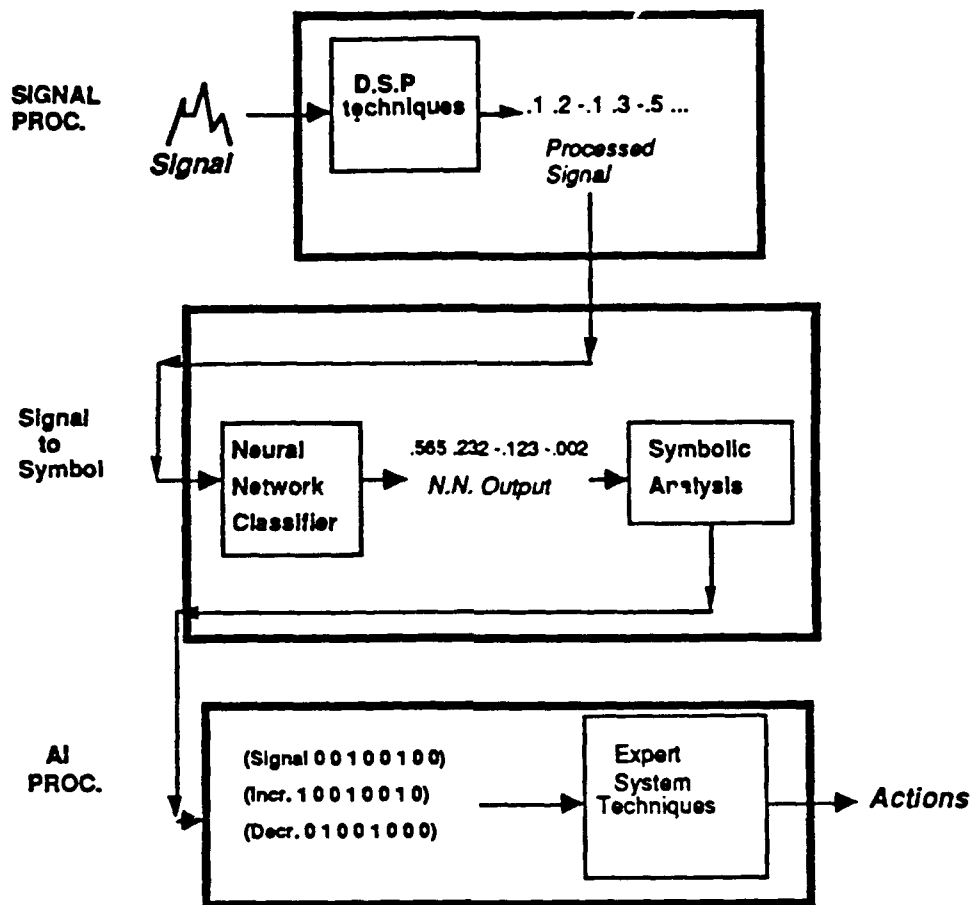 SIGNAL
PROC.
Signal
D.S.P
techniques
.1 .2 -.1 .3 -.5 ...
Processed
Signal
Signal
to
Symbol
Neural
Network
Classifier
.565 .232 -.123 -.002
N.N. Output
Symbolic
Analysis
AI
PROC.
(Signal 0 0 1 0 0 1 0 0)
(Incr. 1 0 0 1 0 0 1 0)
(Decr. 0 1 0 0 1 0 0 0)
Expert
System
Techniques
Actions